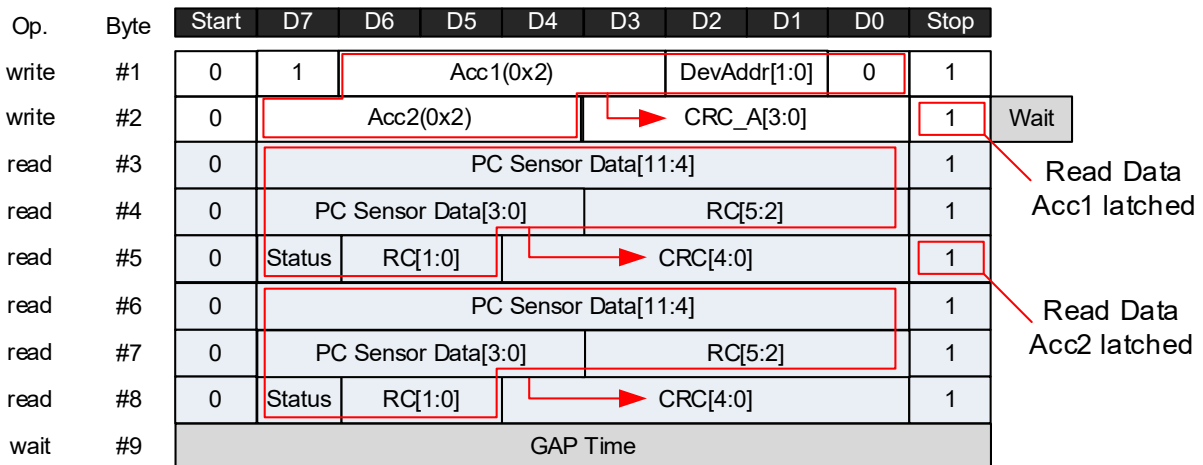 Op. Byte Start D7 D6 D5 D4 D3 D2 D1 D0 Stop
write #1 0 1 Acc1(0x2) DevAddr[1:0] 0 1
write #2 0 Acc2(0x2) CRC_A[3:0] 1 Wait
read #3 0 PC Sensor Data[11:4] 1
Read Data
Acc1 latched
read #4 0 PC Sensor Data[3:0] RC[5:2] 1
read #5 0 Status RC[1:0] CRC[4:0] 1
read #6 0 PC Sensor Data[11:4] 1
Read Data
Acc2 latched
read #7 0 PC Sensor Data[3:0] RC[5:2] 1
read #8 0 Status RC[1:0] CRC[4:0] 1
wait #9 GAP Time